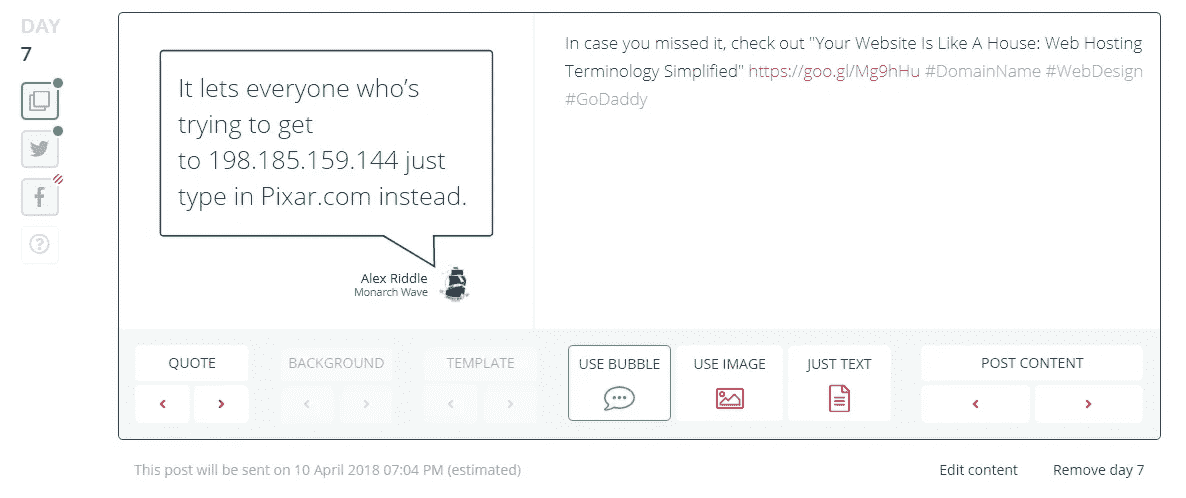 DAY
7
It lets everyone who's
trying to get
to 198.185.159.144 just
type in Pixar.com instead.
Alex Riddle
Monarch Wave
In case you missed it, check out "Your Website Is Like A House: Web Hosting
Terminology Simplified" https://goo.gl/Mg9hHu #DomainName #WebDesign
#GoDaddy
QUOTE
BACKGROUND
TEMPLATE
USE BUBBLE
USE IMAGE
JUST TEXT
POST CONTENT
This post will be sent on 10 April 2018 07:04 PM (estimated)
Edit content
Remove day 7